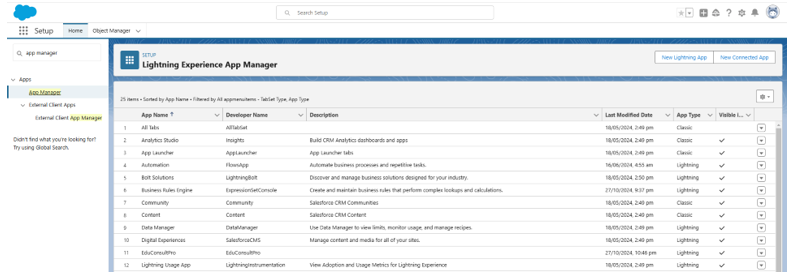 Search Setup
Setup Home Object Manager
app manager
Apps
App Manager
External Client Apps
External Client App Manager
Didn't find what you're looking for?
Try using Global Search.
SETUP
Lightning Experience App Manager
New Lightning App New Connected App
25 items • Sorted by App Name • Filtered by All appmenuitems - TabSet Type, App Type
App Name Developer Name Description Last Modified Date App Type Visible i...
1 All Tabs AllTabSet 18/05/2024, 2:49 pm Classic
2 Analytics Studio Insights Build CRM Analytics dashboards and apps 18/05/2024, 2:49 pm Classic
3 App Launcher AppLauncher App Launcher tabs 18/05/2024, 2:49 pm Classic
4 Automation FlowsApp Automate business processes and repetitive tasks. 16/06/2024, 4:55 am Lightning
5 Bolt Solutions LightningBolt Discover and manage business solutions designed for your industry. 18/05/2024, 2:50 pm Lightning
6 Business Rules Engine ExpressionSetConsole Create and maintain business rules that perform complex lookups and calculations. 27/10/2024, 9:37 pm Lightning
7 Community Community Salesforce CRM Communities 18/05/2024, 2:49 pm Classic
8 Content Content Salesforce CRM Content 18/05/2024, 2:49 pm Classic
9 Data Manager DataManager Use Data Manager to view limits, monitor usage, and manage recipes. 18/05/2024, 2:49 pm Lightning
10 Digital Experiences SalesforceCMS Manage content and media for all of your sites. 18/05/2024, 2:49 pm Lightning
11 EduConsultPro EduConsultPro 27/10/2024, 10:46 pm Lightning
12 Lightning Usage App LightningInstrumentation View Adoption and Usage Metrics for Lightning Experience 18/05/2024, 2:49 pm Lightning